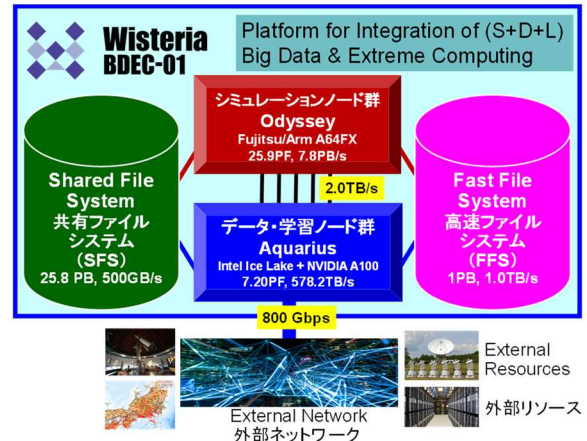 Wisteria
BDEC-01
Platform for Integration of (S+D+L)
Big Data & Extreme Computing
シミュレーションノード群
Odyssey
Fujitsu/Arm A64FX
25.9PF, 7.8PB/s
2.0TB/s
Shared File
System
共有ファイル
システム
(SFS)
25.8 PB, 500GB/s
データ・学習ノード群
Aquarius
Intel Ice Lake + NVIDIA A100
7.20PF, 578.2TB/s
Fast File
System
高速ファイル
システム
(FFS)
1PB, 1.0TB/s
800 Gbps
External Network
外部ネットワーク
External
Resources
外部リソース